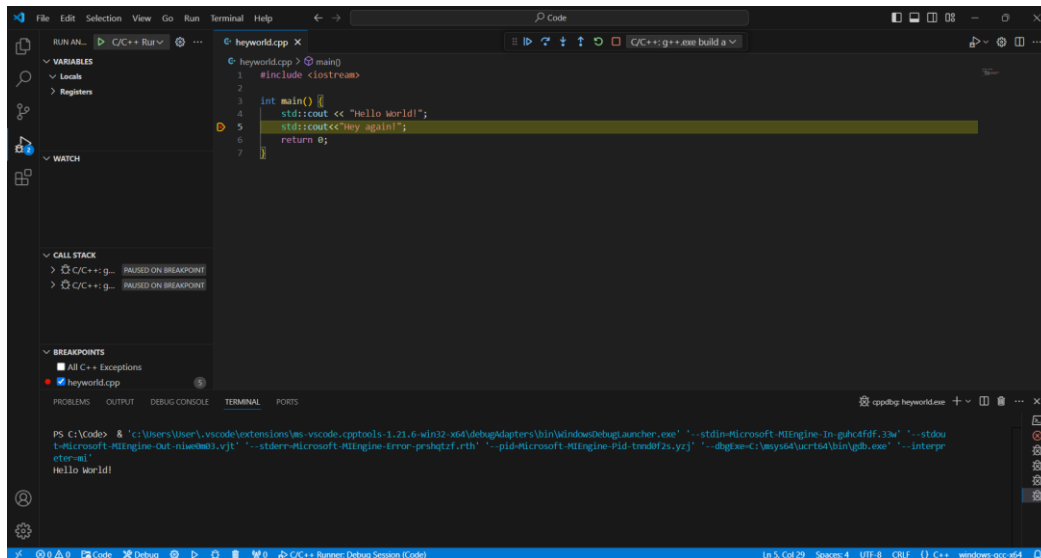 File Edit Selection View Go Run Terminal Help
Code
RUN AN... C/C++ Rur
heyworld.cpp
C/C++: g++.exe build a
VARIABLES
Locals
Registers
WATCH
CALL STACK
C/C++: g... PAUSED ON BREAKPOINT
C/C++: g... PAUSED ON BREAKPOINT
BREAKPOINTS
All C++ Exceptions
heyworld.cpp 5
2
heyworld.cpp > main()
1 #include <iostream>
2
3 int main() {
4 std::cout << "Hello World!";
5 std::cout<<"Hey again!";
6 return 0;
7 }
PROBLEMS OUTPUT DEBUG CONSOLE TERMINAL PORTS
cppdbg: heyworld.exe
PS C:\Code> & 'c:\Users\User\.vscode\extensions\ms-vscode.cpptools-1.21.6-win32-x64\debugAdapters\bin\WindowsDebugLauncher.exe' '--stdin=Microsoft-MIEngine-In-guhc4fdf.33w' '--stdou
t=Microsoft-MIEngine-Out-niwe0m03.vjt' '--stderr=Microsoft-MIEngine-Error-prshqtzf.rth' '--pid=Microsoft-MIEngine-Pid-tnnd0f2s.yrj' '--dbgExe=C:\msys64\ucrt64\bin\gdb.exe' '--interpr
eter=mi'
Hello World!
0 0 Code Debug 0 C/C++ Runner: Debug Session (Code)
Ln 5, Col 29 Spaces: 4 UTF-8 CRLF {} C++ windows-gcc-x64